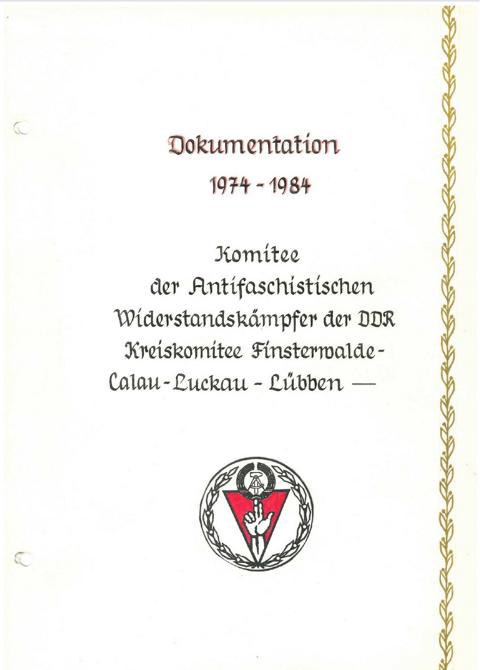 Dokumentation
1974 - 1984
Komitee
der Antifaschistischen
Widerstandskämpfer der DDR
Kreiskomitee Finsterwalde-
Calau-Luckau - Lübben —